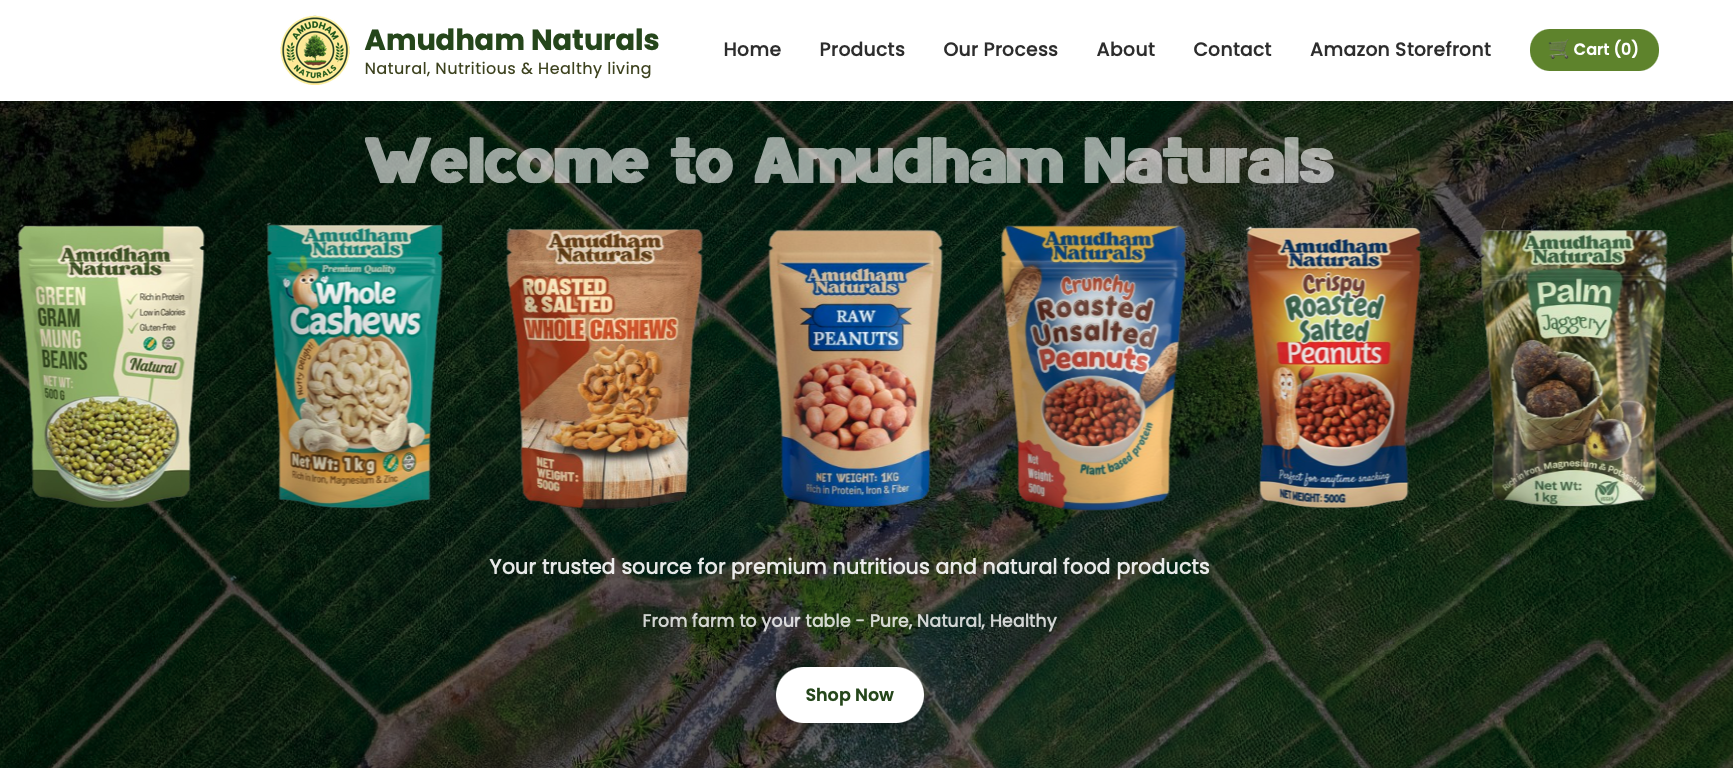 AMUDHAM
NATURALS
Amudham Naturals
Natural, Nutritious & Healthy living
Home
Products
Our Process
About
Contact
Amazon Storefront
Cart (0)
Welcome to Amudham Naturals
Amudham
Naturals
GREEN
GRAM
MUNG
BEANS
NET WT:
500 G
Rich in Protein
Low in Calories
Gluten-Free
Natural
Amudham
Naturals
Premium Quality
Whole
Cashews
Nutty Delight
Net Wt: 1 kg
Rich in Iron, Magnesium & Zinc
Amudham
Naturals
ROASTED
& SALTED
WHOLE CASHEWS
NET
WEIGHT:
500G
Amudham
Naturals
RAW
PEANUTS
NET WEIGHT: 1KG
Rich in Protein, Iron & Fiber
Amudham
Naturals
Crunchy
Roasted
Unsalted
Peanuts
Net
Weight:
500g
Plant based protein
Amudham
Naturals
Crispy
Roasted
Salted
Peanuts
Perfect for anytime snacking
NET WEIGHT: 500G
Amudham
Naturals
Palm
Jaggery
Rich in Iron, Magnesium & Potassium
Net Wt:
1 kg
VEGAN
Your trusted source for premium nutritious and natural food products
From farm to your table - Pure, Natural, Healthy
Shop Now